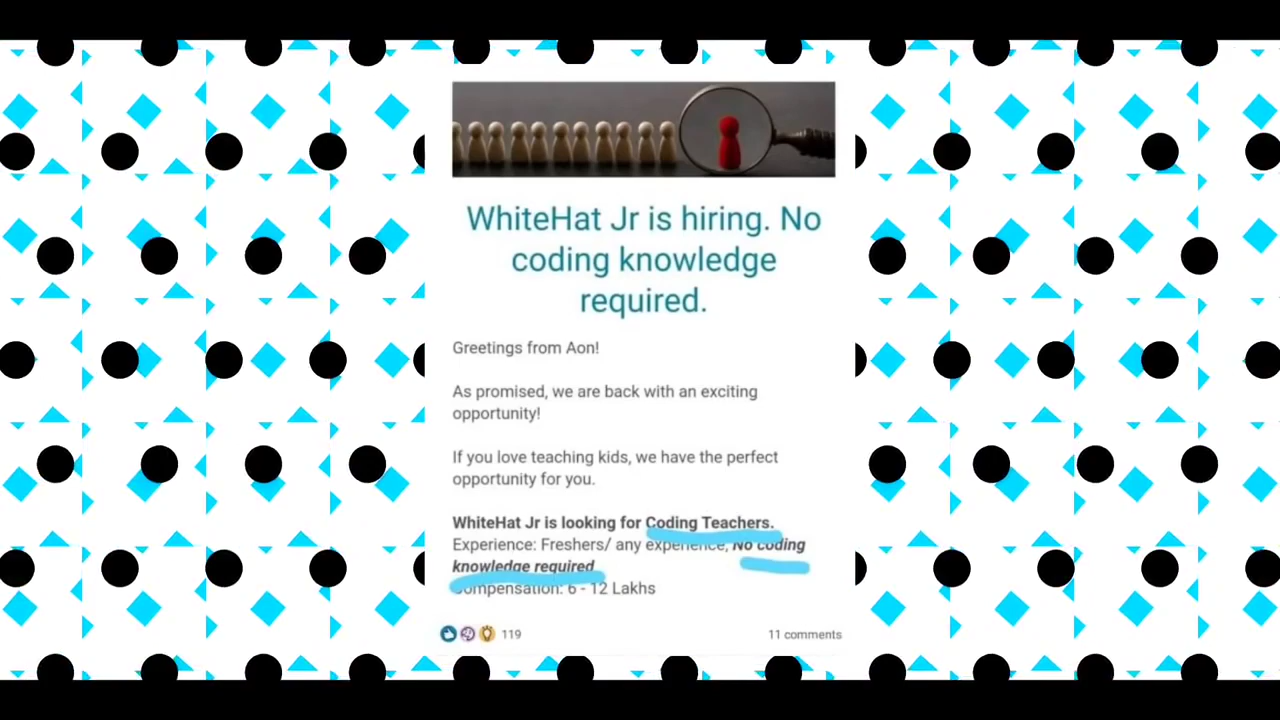 WhiteHat Jr is hiring. No
coding knowledge
required.
Greetings from Aon!
As promised, we are back with an exciting
opportunity!
If you love teaching kids, we have the perfect
opportunity for you.
WhiteHat Jr is looking for Coding Teachers.
Experience: Freshers/ any experience, No coding
knowledge required
Compensation: 6 - 12 Lakhs
119
11 comments